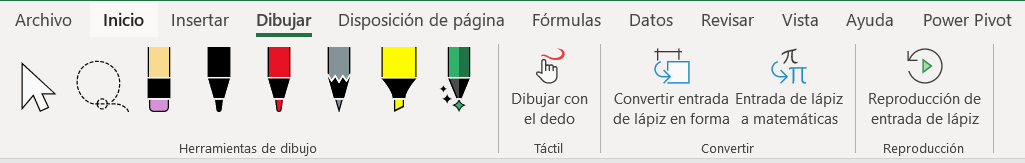 Archivo Inicio Insertar Dibujar Disposición de página Fórmulas Datos Revisar Vista Ayuda Power Pivot
Dibujar con
el dedo
Convertir entrada
de lápiz en forma
Entrada de lápiz
a matemáticas
Reproducción de
entrada de lápiz
Herramientas de dibujo Táctil Convertir Reproducción